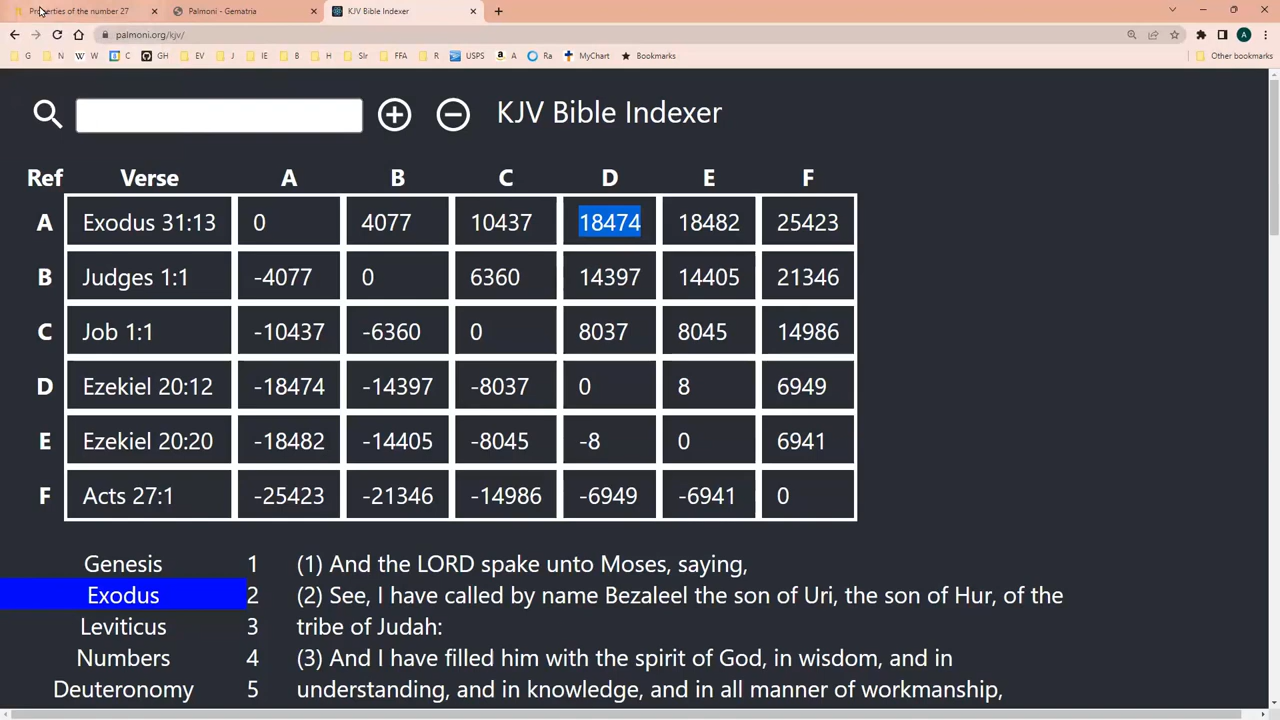 Properties of the number 27
Palmoni - Gematria
KJV Bible Indexer
palmoni.org/kjv/
A
G N W C GH EV J IE B H Slr FFA R USPS A Ra MyChart Bookmarks Other bookmarks
KJV Bible Indexer
Ref Verse A B C D E F
A Exodus 31:13 0 4077 10437 18474 18482 25423
B Judges 1:1 -4077 0 6360 14397 14405 21346
C Job 1:1 -10437 -6360 0 8037 8045 14986
D Ezekiel 20:12 -18474 -14397 -8037 0 8 6949
E Ezekiel 20:20 -18482 -14405 -8045 -8 0 6941
F Acts 27:1 -25423 -21346 -14986 -6949 -6941 0
Genesis 1 (1) And the LORD spake unto Moses, saying,
Exodus 2 (2) See, I have called by name Bezaleel the son of Uri, the son of Hur, of the
Leviticus 3 tribe of Judah:
Numbers 4 (3) And I have filled him with the spirit of God, in wisdom, and in
Deuteronomy 5 understanding, and in knowledge, and in all manner of workmanship,